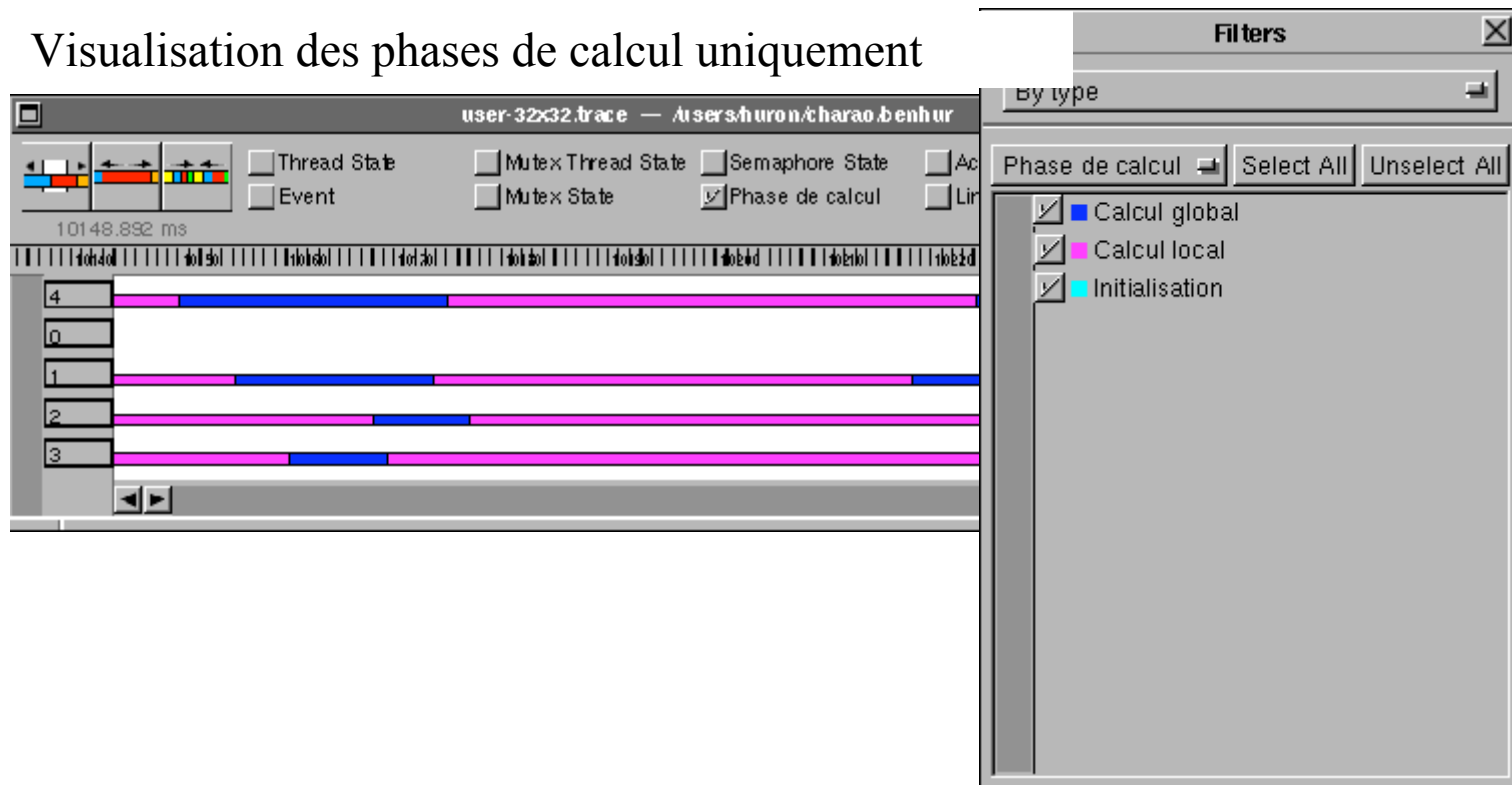 Visualisation des phases de calcul uniquement
Filters
By type
user-32x32.trace — /users/huron/charao/benhur
Thread State
Mutex Thread State
Semaphore State
Ac
Event
Mutex State
Phase de calcul
Lin
10148.892 ms
4
0
1
2
3
Phase de calcul
Select All
Unselect All
Calcul global
Calcul local
Initialisation